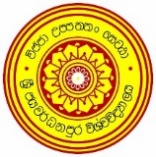 විජ්ජා උප්පතතං සෙට්ඨා
ශ්‍රී ජයවර්ධනපුර විශ්වවිද්‍යාලය